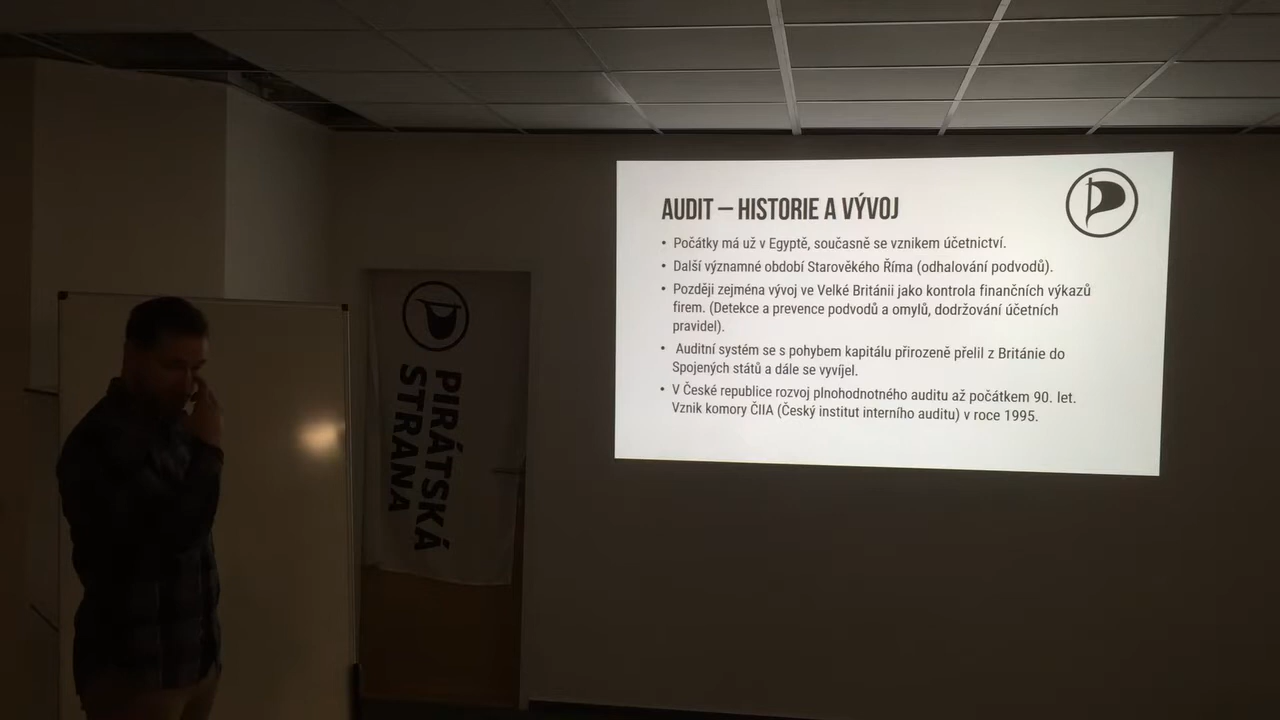 AUDIT – HISTORIE A VÝVOJ
• Počátky má už v Egyptě, současně se vznikem účetnictví.
• Další významné období Starověkého Říma (odhalování podvodů).
• Později zejména vývoj ve Velké Británii jako kontrola finančních výkazů
firem. (Detekce a prevence podvodů a omylů, dodržování účetních
pravidel).
• Auditní systém se s pohybem kapitálu přirozeně přelil z Británie do
Spojených států a dále se vyvíjel.
• V České republice rozvoj plnohodnotného auditu až počátkem 90. let.
Vznik komory ČIIA (Český institut interního auditu) v roce 1995.
PIRÁTSKÁ
STRANA